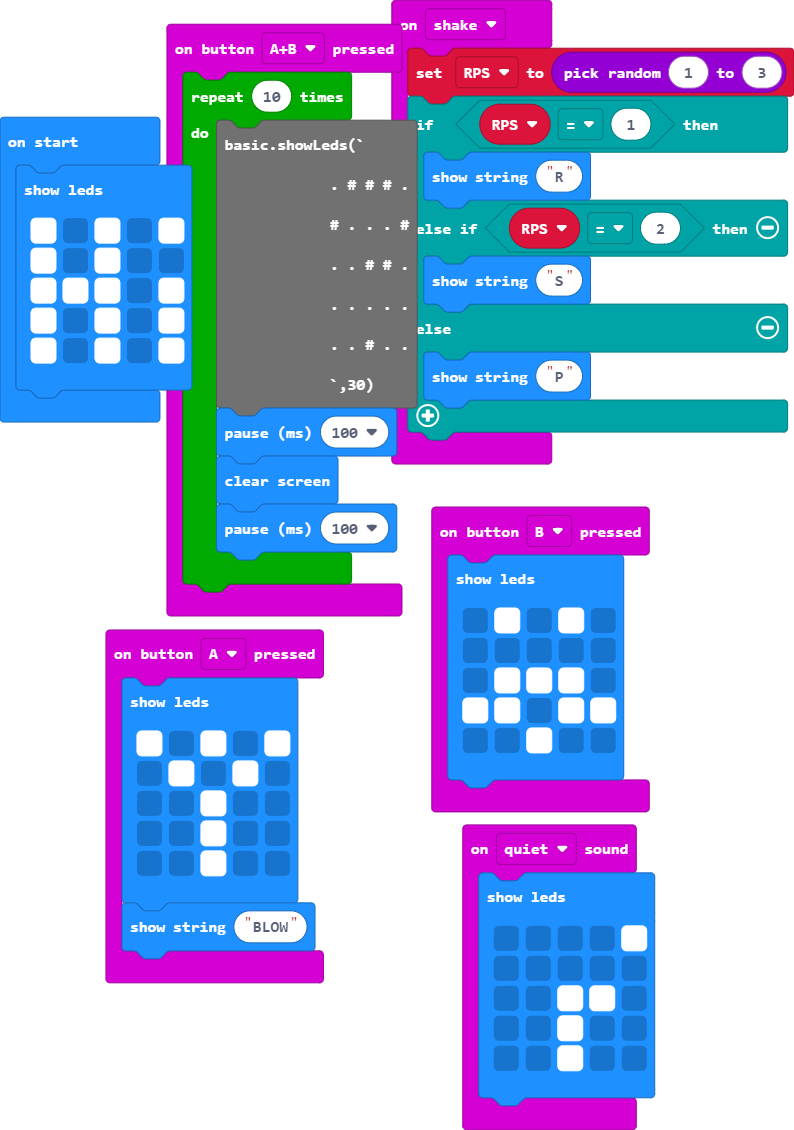 on start
show leds
on button A+B pressed
repeat 10 times
do
basic.showLeds(`
. # # # .
# . . . #
. . # # .
. . . . .
. . # . .
`,30)
pause (ms) 100
clear screen
pause (ms) 100
on shake
set RPS to pick random 1 to 3
if RPS = 1 then
show string "R"
else if RPS = 2 then
show string "S"
else
show string "P"
on button B pressed
show leds
on button A pressed
show leds
show string "BLOW"
on quiet sound
show leds